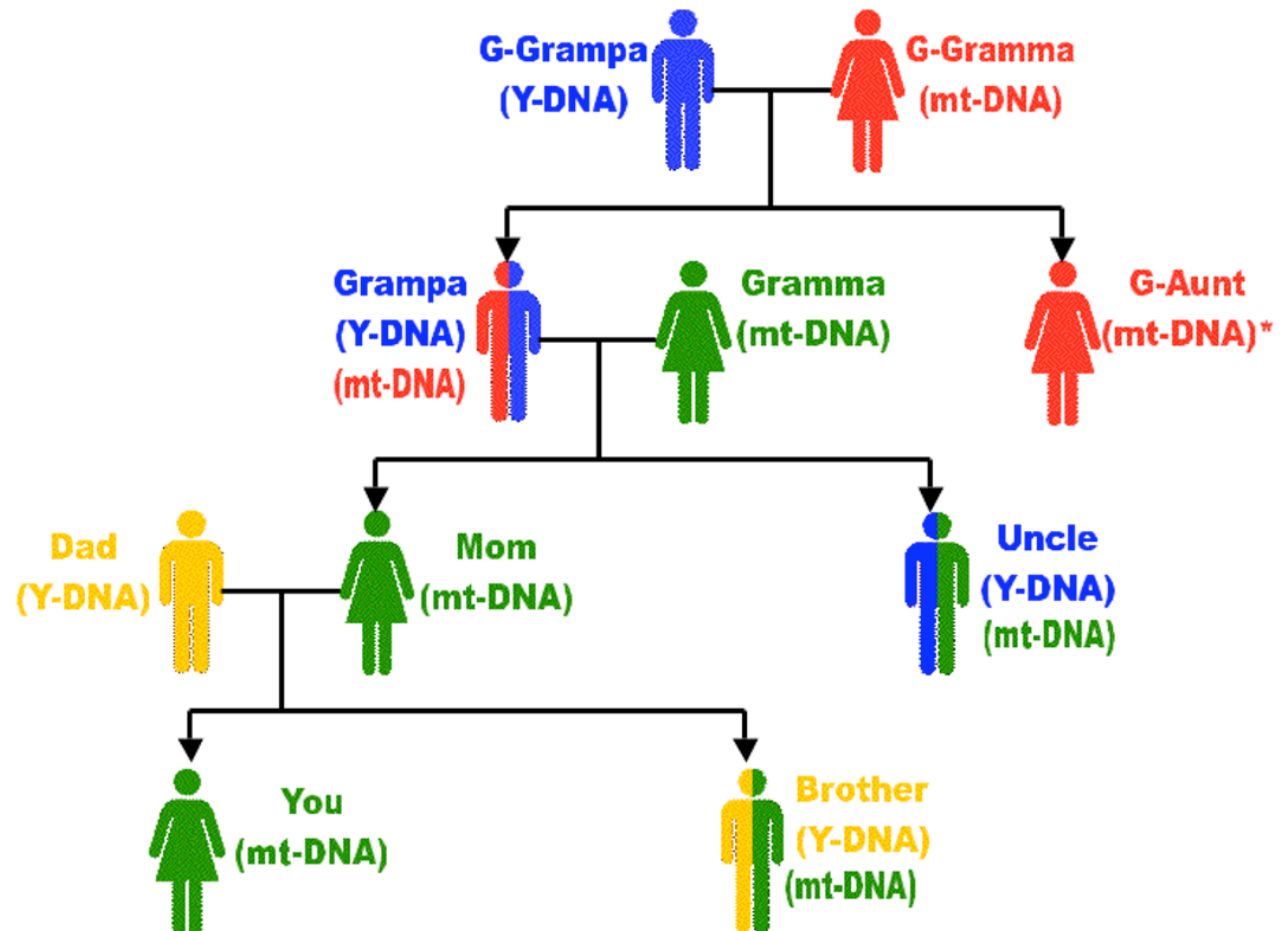 G-Grampa
(Y-DNA)
G-Gramma
(mt-DNA)
Grampa
(Y-DNA)
(mt-DNA)
Gramma
(mt-DNA)
G-Aunt
(mt-DNA)*
Dad
(Y-DNA)
Mom
(mt-DNA)
Uncle
(Y-DNA)
(mt-DNA)
You
(mt-DNA)
Brother
(Y-DNA)
(mt-DNA)